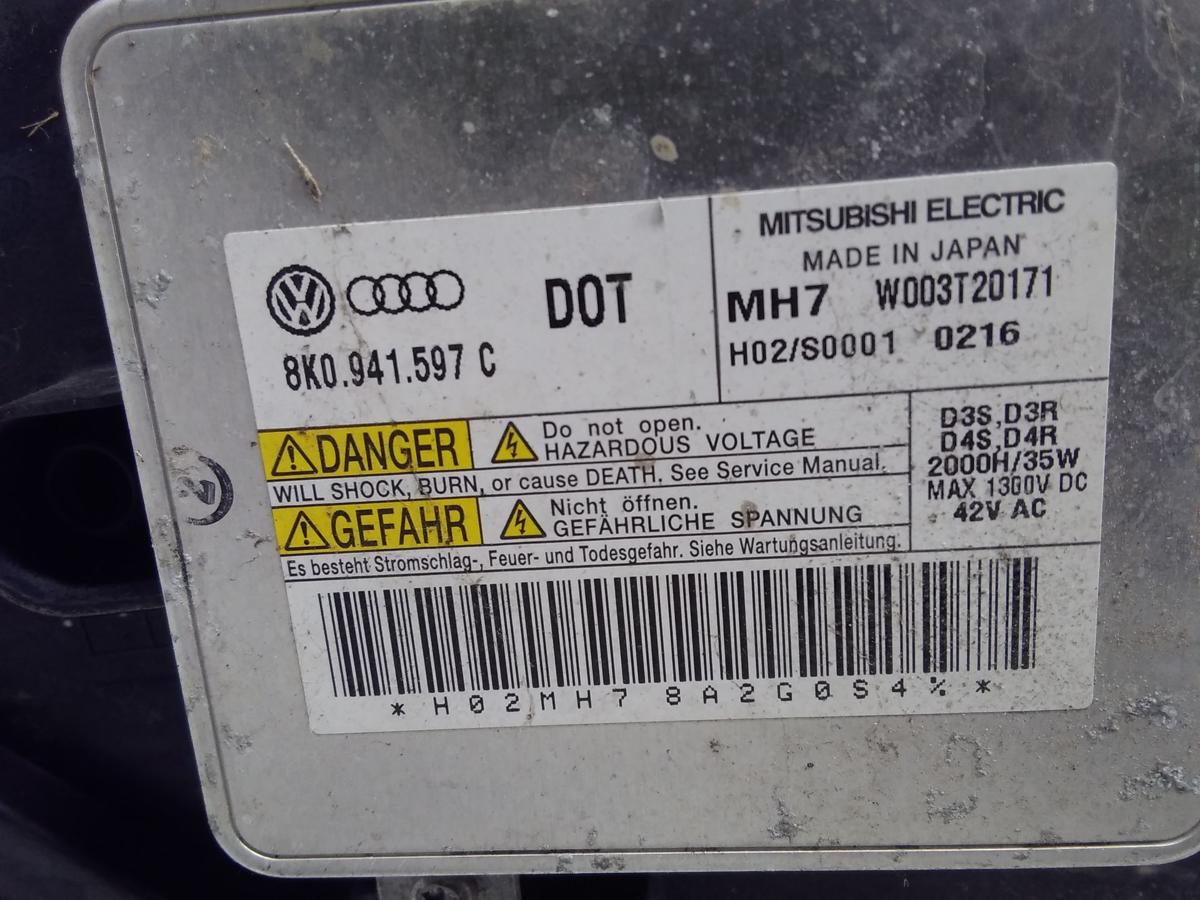 MITSUBISHI ELECTRIC
MADE IN JAPAN
MH7 W003T20171
H02/S0001 0216
DOT
8K0.941.597 C
DANGER
Do not open.
HAZARDOUS VOLTAGE
WILL SHOCK, BURN, or cause DEATH. See Service Manual.
GEFAHR
Nicht öffnen.
GEFÄHRLICHE SPANNUNG
Es besteht Stromschlag-, Feuer- und Todesgefahr. Siehe Wartungsanleitung.
D3S,D3R
D4S,D4R
2000H/35W
MAX 1300V DC
42V AC
*H02MH78A2G0S4%*